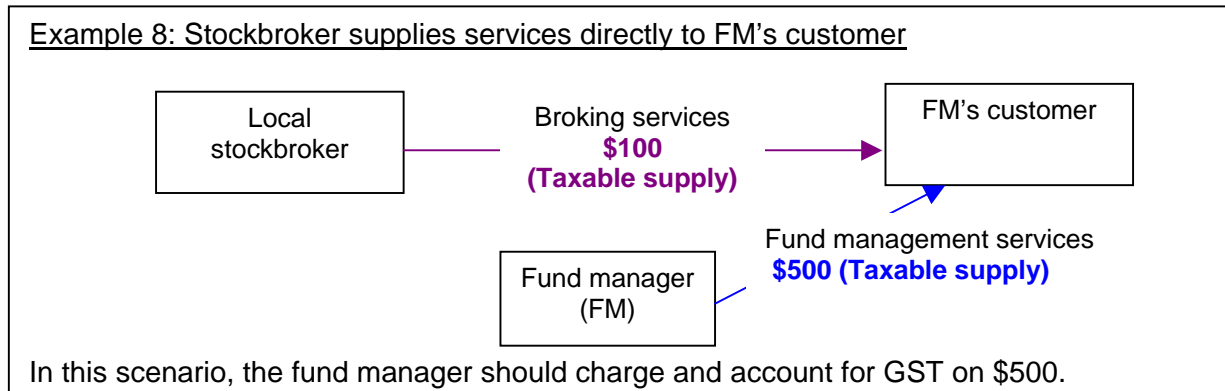 Example 8: Stockbroker supplies services directly to FM’s customer
Local
stockbroker
Broking services
$100
(Taxable supply)
FM’s customer
Fund management services
$500 (Taxable supply)
Fund manager
(FM)
In this scenario, the fund manager should charge and account for GST on $500.